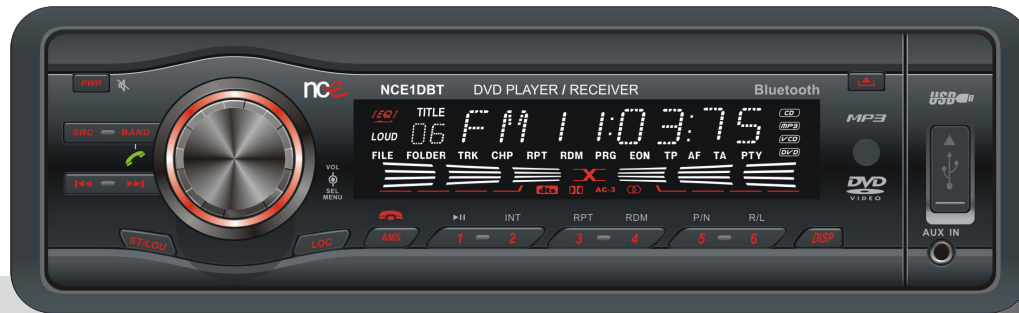 PWR
SRC BAND
ST/LOU
LOC
VOL
SEL
MENU
nce
NCE1DBT DVD PLAYER / RECEIVER Bluetooth
EQ TITLE
LOUD 06 FM 11:03:75
CD
MP3
VCD
DVD
FILE FOLDER TRK CHP RPT RDM PRG EON TP AF TA PTY
X
dts AC-3
INT RPT RDM P/N R/L
AMS 1 2 3 4 5 6 DISP
MP3
DVD
VIDEO
USB
AUX IN